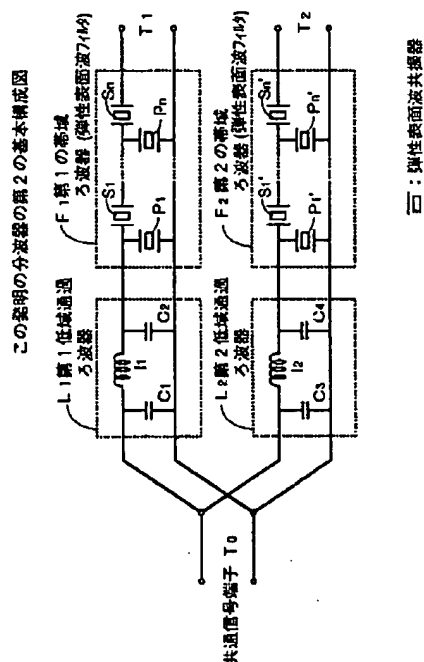 この発明の分波器の第2の基本構成図
F1第1の帯域
ろ波器(弾性表面波フィルタ)
L1第1低域通過
ろ波器
I1
C1
C2
S1
P1
Sn
Pn
T1
F2第2の帯域
ろ波器(弾性表面波フィルタ)
L2第2低域通過
ろ波器
I2
C3
C4
S1'
P1'
Sn'
Pn'
T2
共通信号端子 T0
:弾性表面波共振器